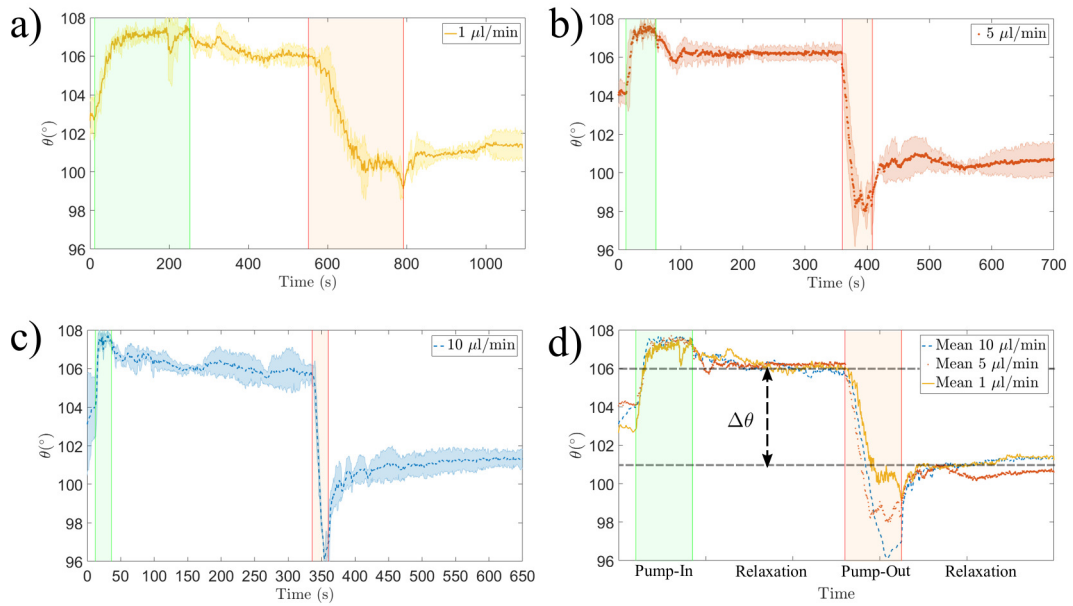 a)
1 μl/min
108
106
104
102
100
98
96
θ(°)
0 200 400 600 800 1000
Time (s)
b)
5 μl/min
108
106
104
102
100
98
96
θ(°)
0 100 200 300 400 500 600 700
Time (s)
c)
10 μl/min
108
106
104
102
100
98
96
θ(°)
0 50 100 150 200 250 300 350 400 450 500 550 600 650
Time (s)
d)
Mean 10 μl/min
Mean 5 μl/min
Mean 1 μl/min
108
106
104
102
100
98
96
θ(°)
Δθ
Pump-In Relaxation Pump-Out Relaxation
Time